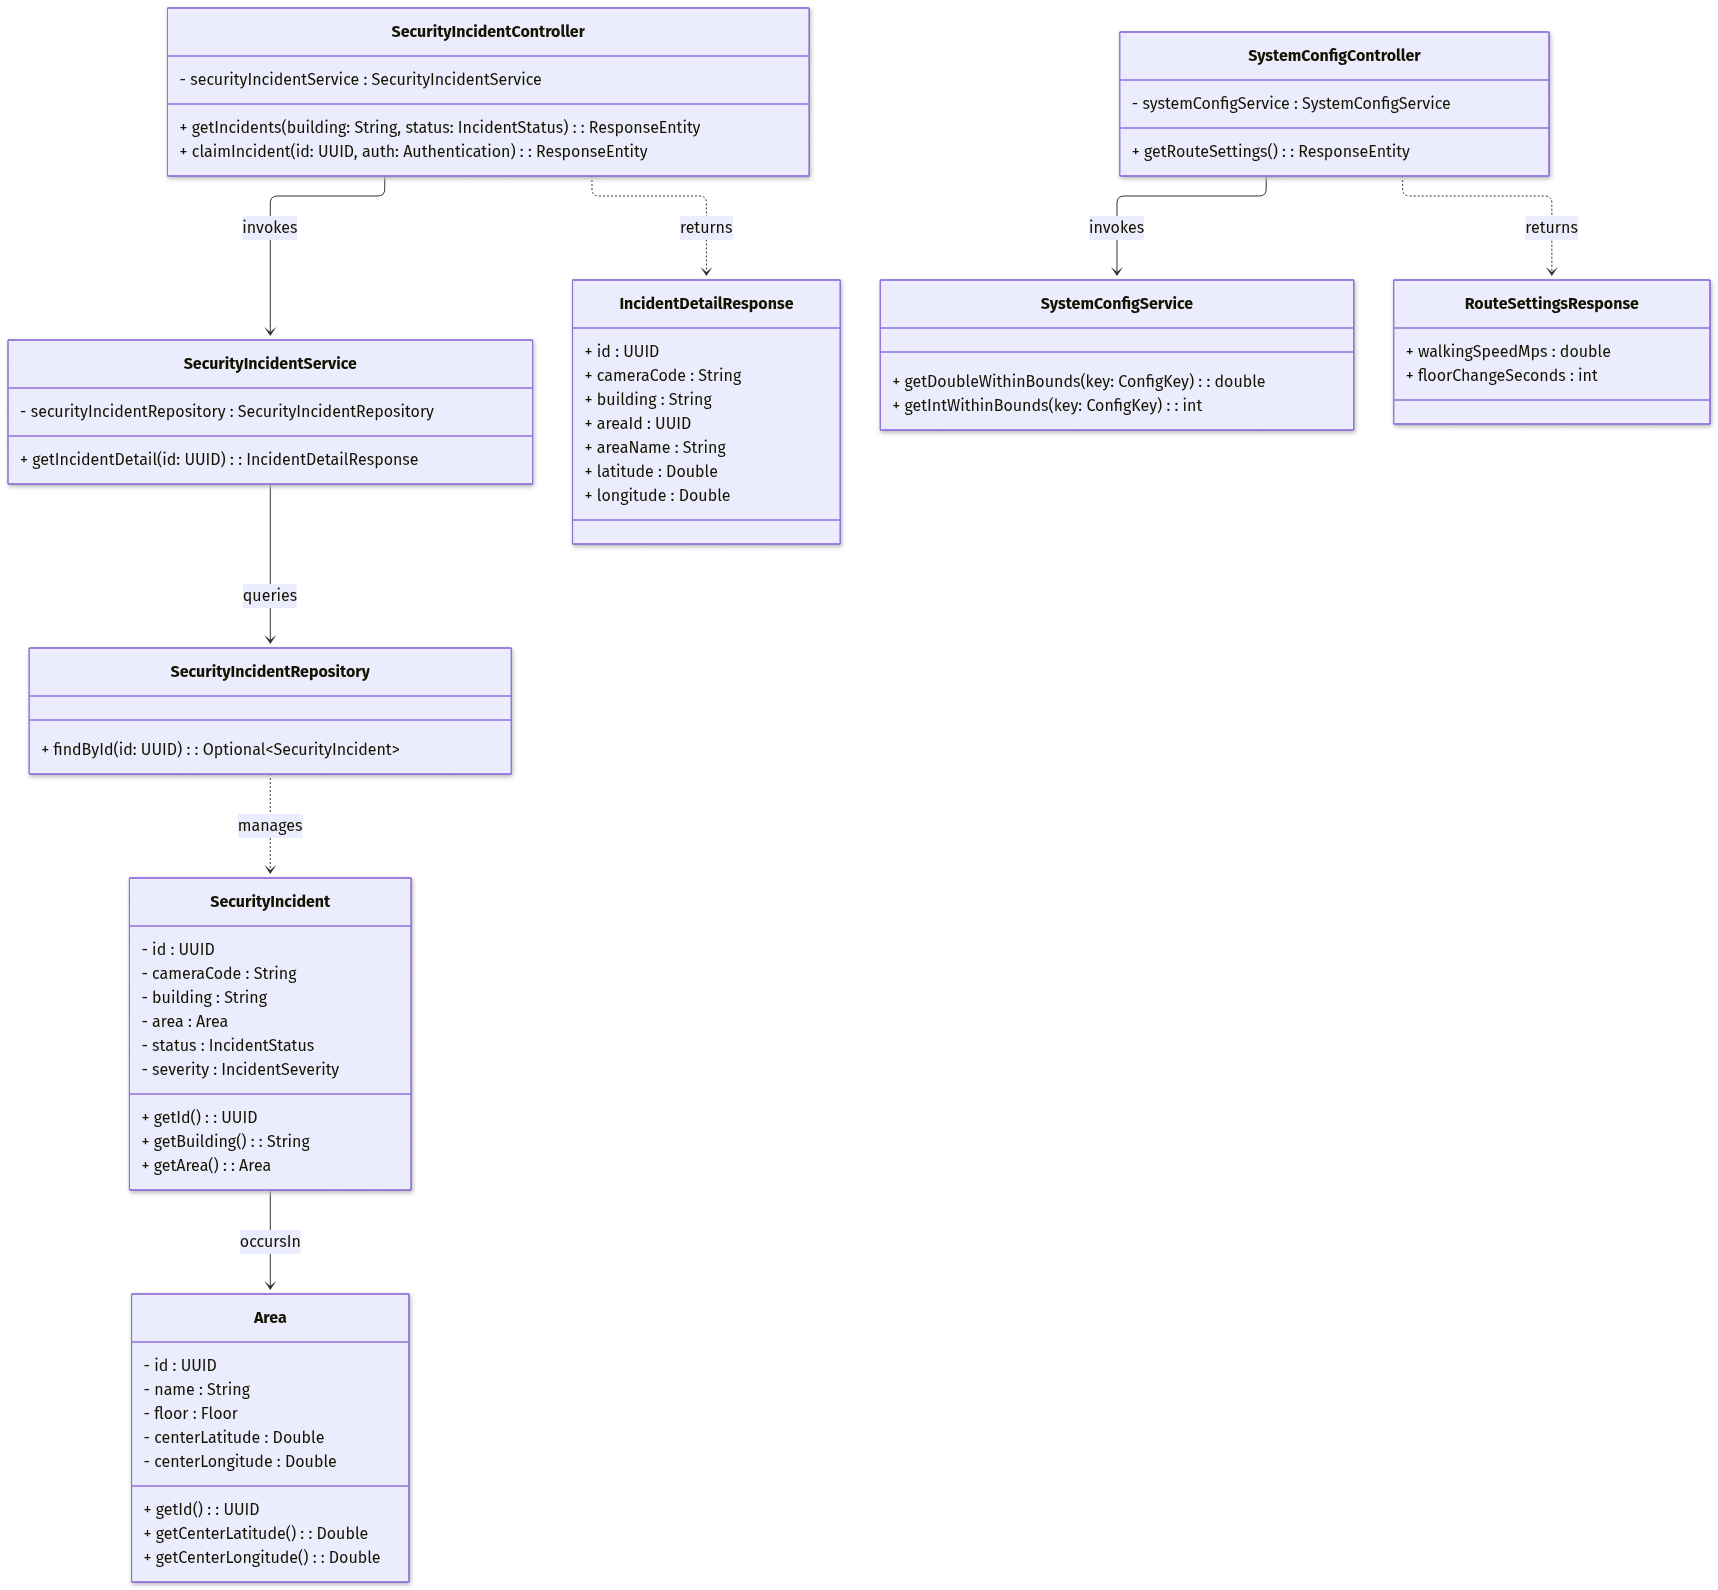 SecurityIncidentController
- securityIncidentService : SecurityIncidentService
+ getIncidents(building: String, status: IncidentStatus) : : ResponseEntity
+ claimIncident(id: UUID, auth: Authentication) : : ResponseEntity
SystemConfigController
- systemConfigService : SystemConfigService
+ getRouteSettings() : : ResponseEntity
invokes
returns
invokes
returns
SecurityIncidentService
- securityIncidentRepository : SecurityIncidentRepository
+ getIncidentDetail(id: UUID) : : IncidentDetailResponse
IncidentDetailResponse
+ id : UUID
+ cameraCode : String
+ building : String
+ areaId : UUID
+ areaName : String
+ latitude : Double
+ longitude : Double
SystemConfigService
+ getDoubleWithinBounds(key: ConfigKey) : : double
+ getIntWithinBounds(key: ConfigKey) : : int
RouteSettingsResponse
+ walkingSpeedMps : double
+ floorChangeSeconds : int
queries
SecurityIncidentRepository
+ findById(id: UUID) : : Optional<SecurityIncident>
manages
SecurityIncident
- id : UUID
- cameraCode : String
- building : String
- area : Area
- status : IncidentStatus
- severity : IncidentSeverity
+ getId() : : UUID
+ getBuilding() : : String
+ getArea() : : Area
occursIn
Area
- id : UUID
- name : String
- floor : Floor
- centerLatitude : Double
- centerLongitude : Double
+ getId() : : UUID
+ getCenterLatitude() : : Double
+ getCenterLongitude() : : Double